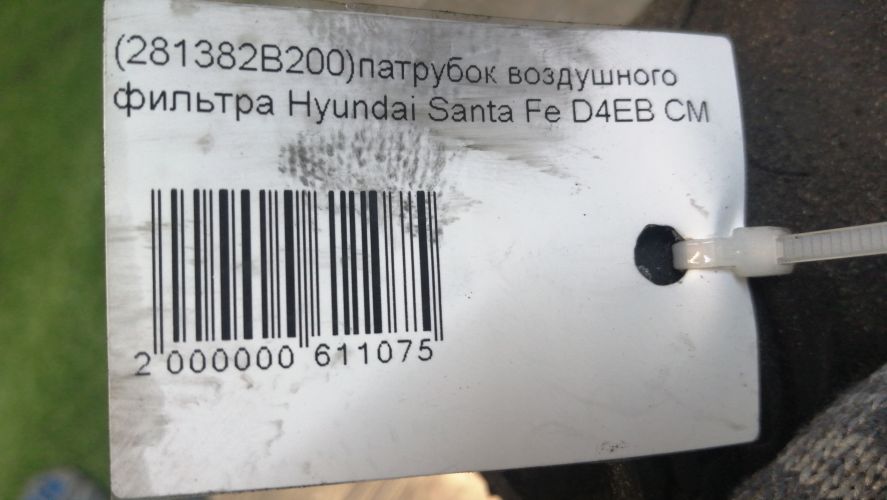 (281382B200)патрубок воздушного
фильтра Hyundai Santa Fe D4EB CM
2 000000 611075